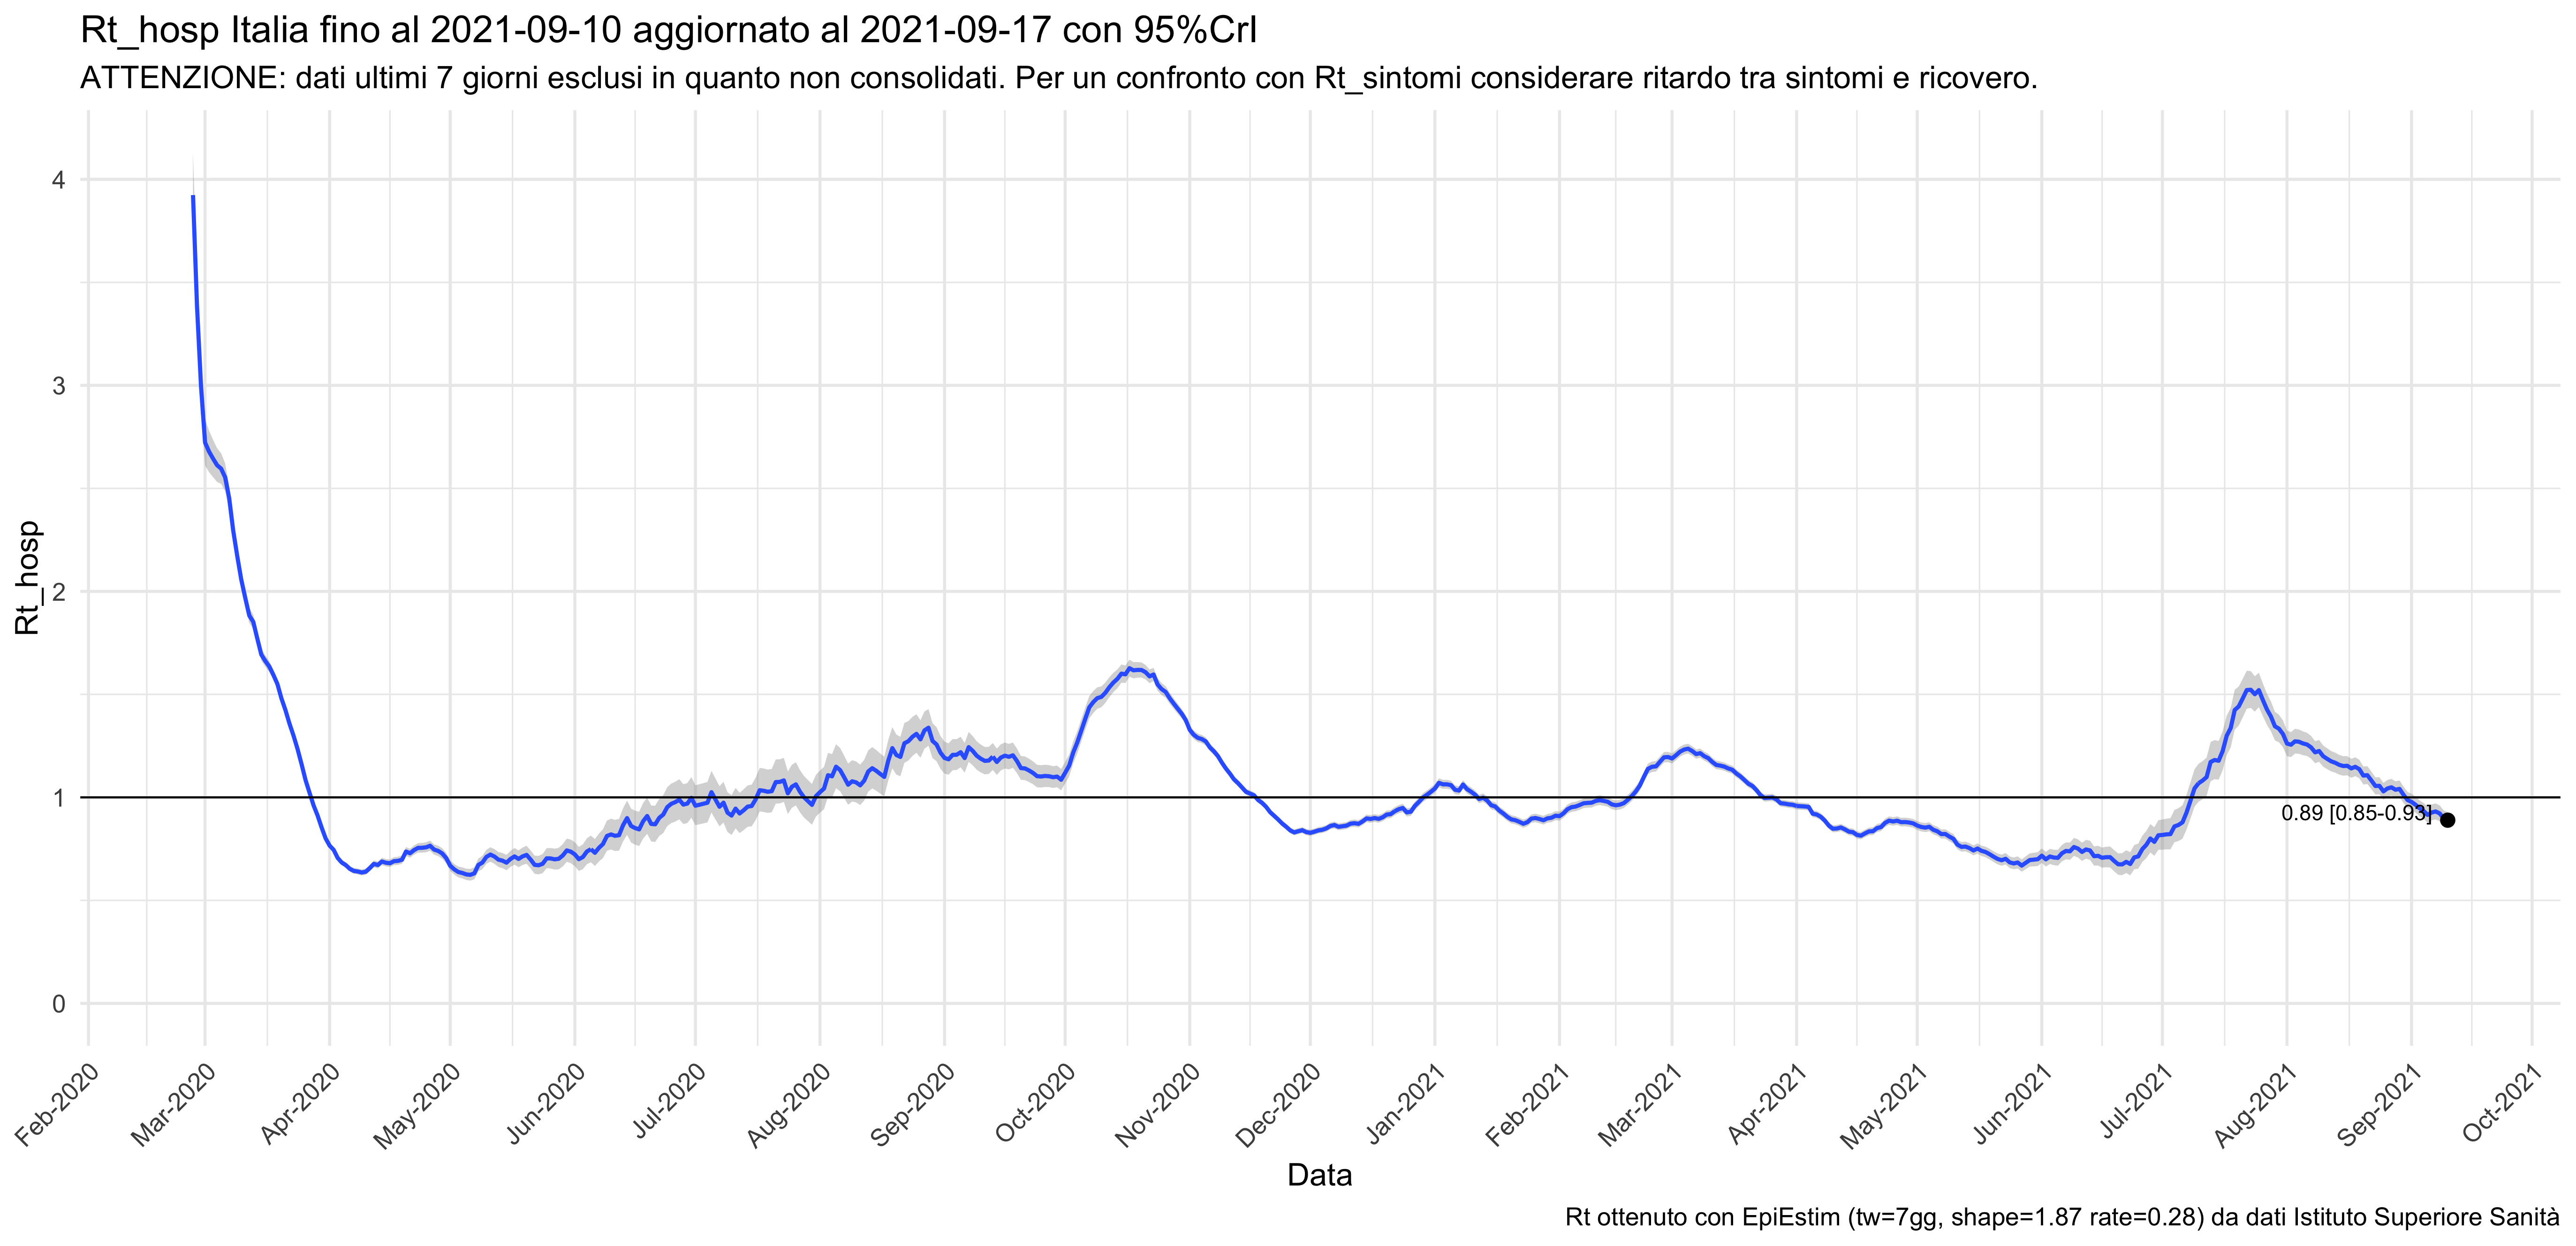 Rt_hosp Italia fino al 2021-09-10 aggiornato al 2021-09-17 con 95%CrI
ATTENZIONE: dati ultimi 7 giorni esclusi in quanto non consolidati. Per un confronto con Rt_sintomi considerare ritardo tra sintomi e ricovero.
Rt_hosp
4
3
2
1
0
0.89 [0.85-0.93]
Feb-2020
Mar-2020
Apr-2020
May-2020
Jun-2020
Jul-2020
Aug-2020
Sep-2020
Oct-2020
Nov-2020
Dec-2020
Jan-2021
Feb-2021
Mar-2021
Apr-2021
May-2021
Jun-2021
Jul-2021
Aug-2021
Sep-2021
Oct-2021
Data
Rt ottenuto con EpiEstim (tw=7gg, shape=1.87 rate=0.28) da dati Istituto Superiore Sanità